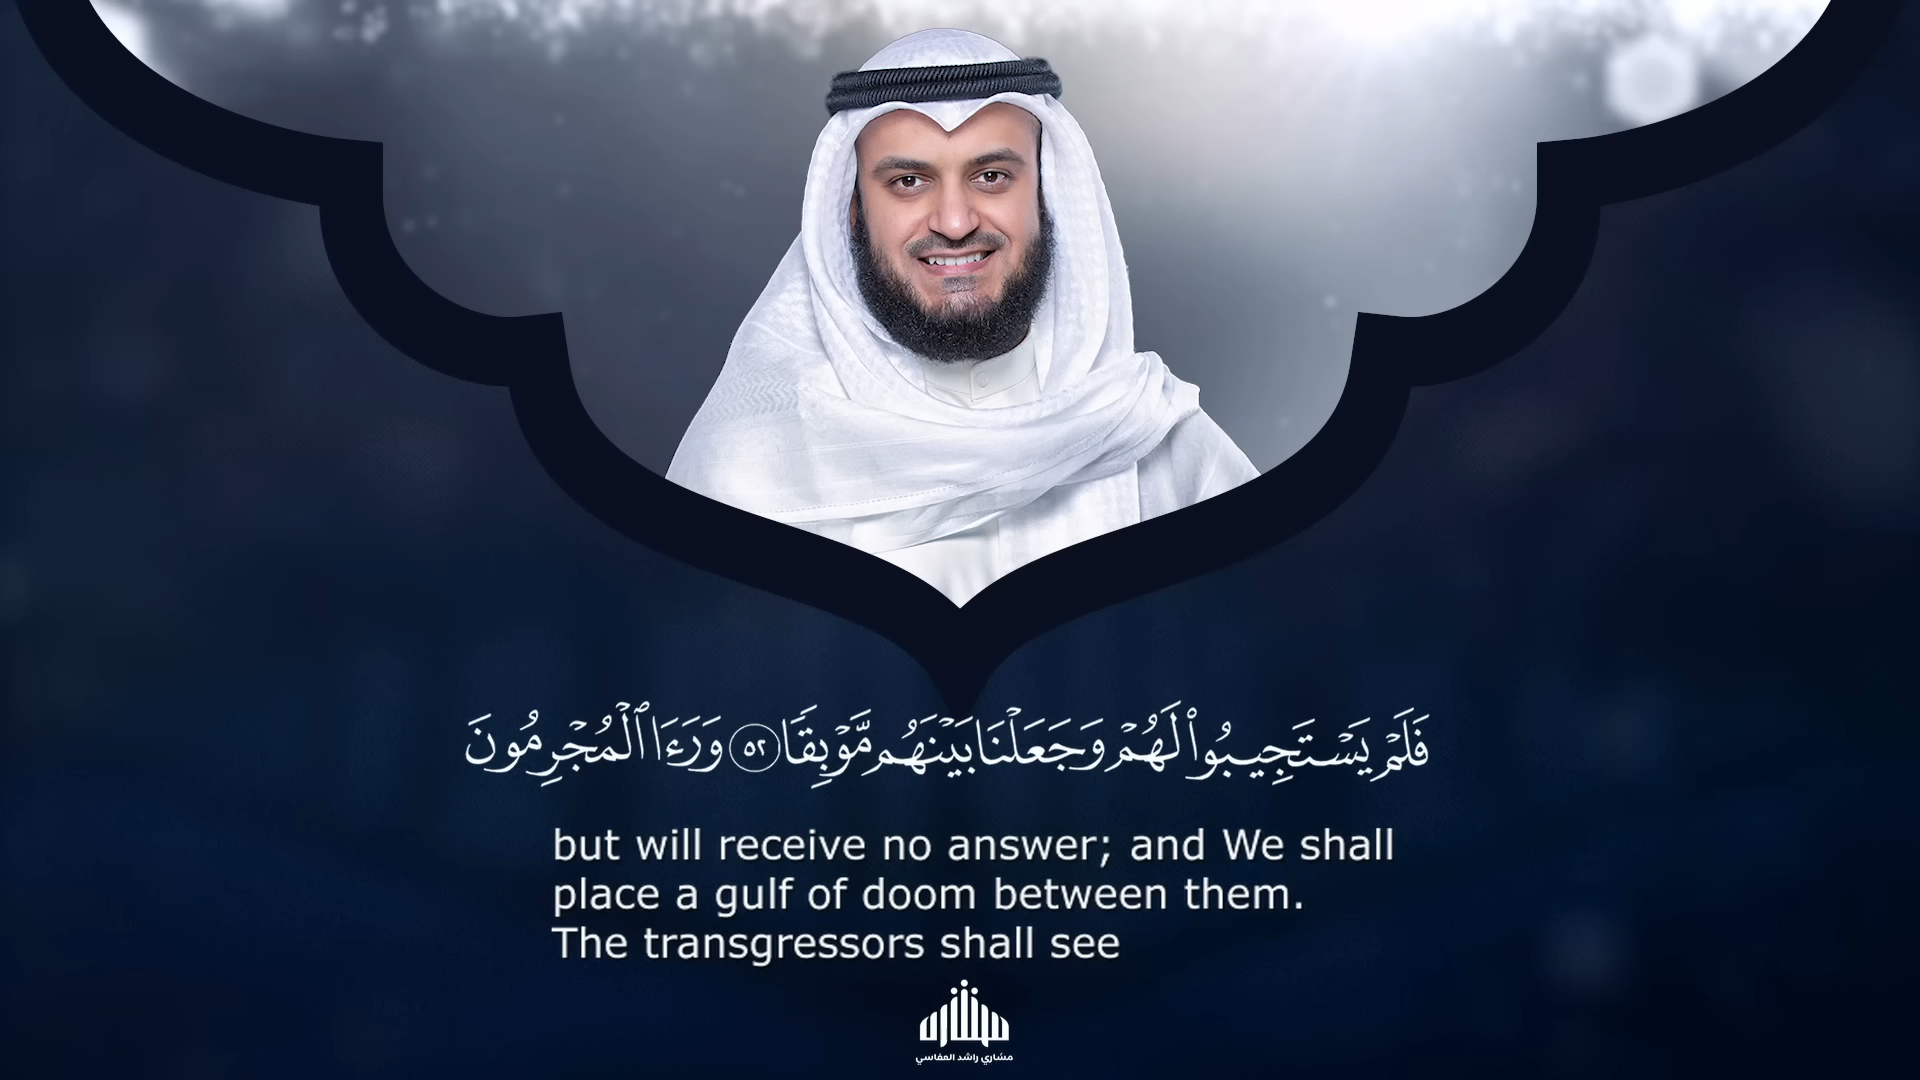 فَلَمْ يَسْتَجِيبُوا۟ لَهُمْ وَجَعَلْنَا بَيْنَهُم مَّوْبِقًا ٥٢ وَرَءَا ٱلْمُجْرِمُونَ
but will receive no answer; and We shall
place a gulf of doom between them.
The transgressors shall see
مشاري راشد العفاسي